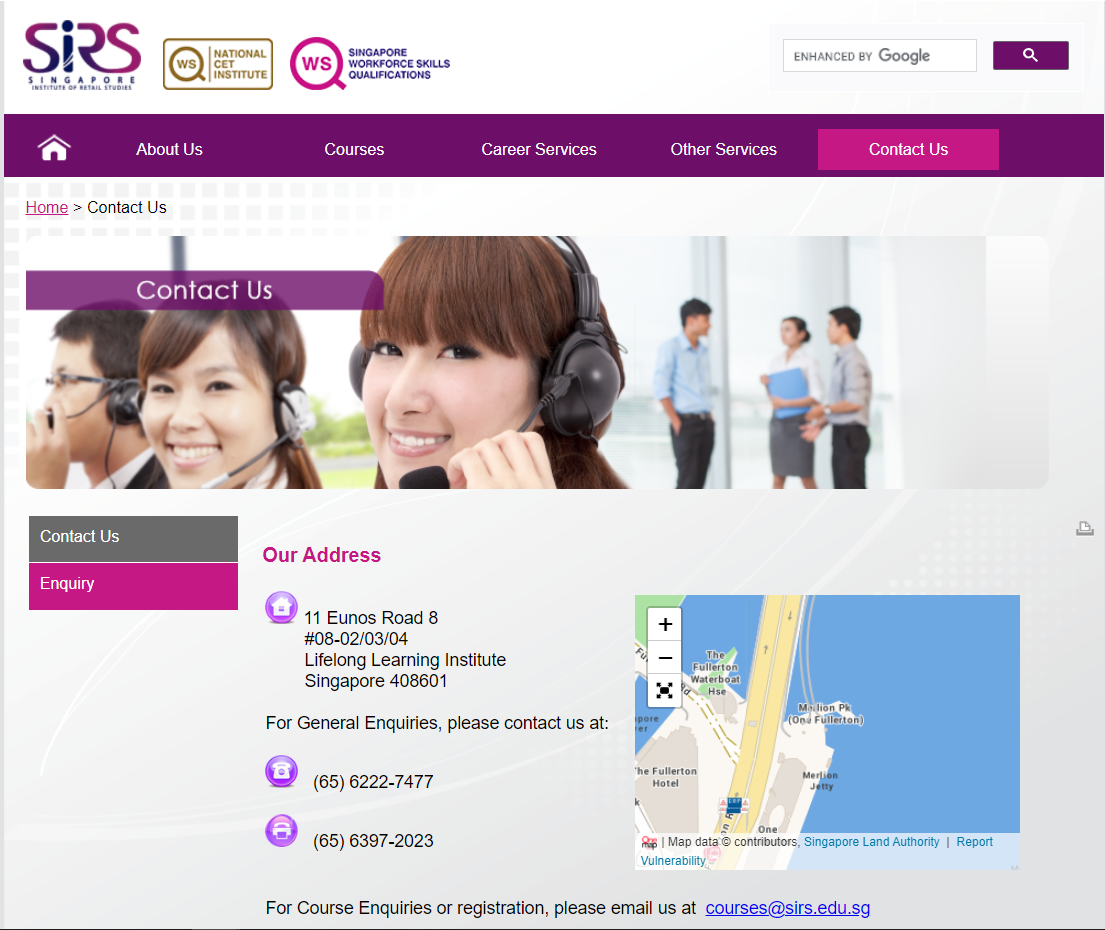 SiRS
SINGAPORE
INSTITUTE OF RETAIL STUDIES
WS
NATIONAL
CET
INSTITUTE
WS
SINGAPORE
WORKFORCE SKILLS
QUALIFICATIONS
ENHANCED BY Google
About Us
Courses
Career Services
Other Services
Contact Us
Home > Contact Us
Contact Us
Contact Us
Enquiry
Our Address
11 Eunos Road 8
#08-02/03/04
Lifelong Learning Institute
Singapore 408601
For General Enquiries, please contact us at:
(65) 6222-7477
(65) 6397-2023
+
−
The
Fullerton
Waterboat
Hse
Merlion Pk
(One Fullerton)
The Fullerton
Hotel
Merlion
Jetty
ERP
One
map | Map data © contributors, Singapore Land Authority | Report
Vulnerability
For Course Enquiries or registration, please email us at courses@sirs.edu.sg